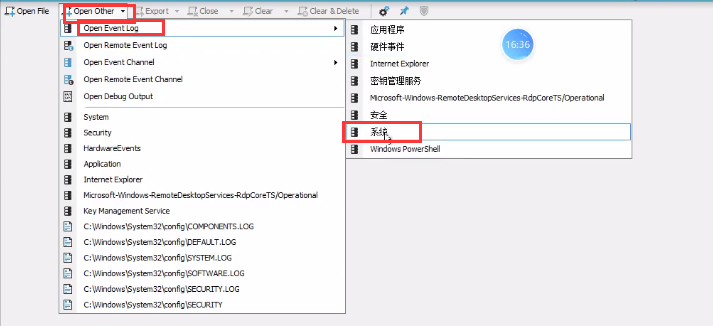 Open File Open Other Export Close Clear Clear & Delete
Open Event Log
Open Remote Event Log
Open Event Channel
Open Remote Event Channel
Open Debug Output
System
Security
HardwareEvents
Application
Internet Explorer
Microsoft-Windows-RemoteDesktopServices-RdpCoreTS/Operational
Key Management Service
C:\Windows\System32\config\COMPONENTS.LOG
C:\Windows\System32\config\DEFAULT.LOG
C:\Windows\System32\config\SYSTEM.LOG
C:\Windows\System32\config\SOFTWARE.LOG
C:\Windows\System32\config\SECURITY.LOG
C:\Windows\System32\config\SECURITY
应用程序
硬件事件
Internet Explorer
密钥管理服务
Microsoft-Windows-RemoteDesktopServices-RdpCoreTS/Operational
安全
系统
Windows PowerShell
16:36